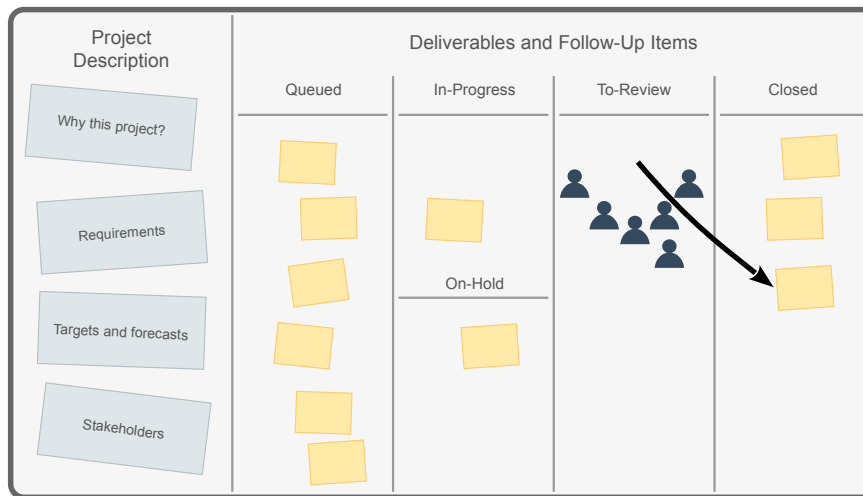 Project
Description
Why this project?
Requirements
Targets and forecasts
Stakeholders
Deliverables and Follow-Up Items
Queued
In-Progress
On-Hold
To-Review
Closed